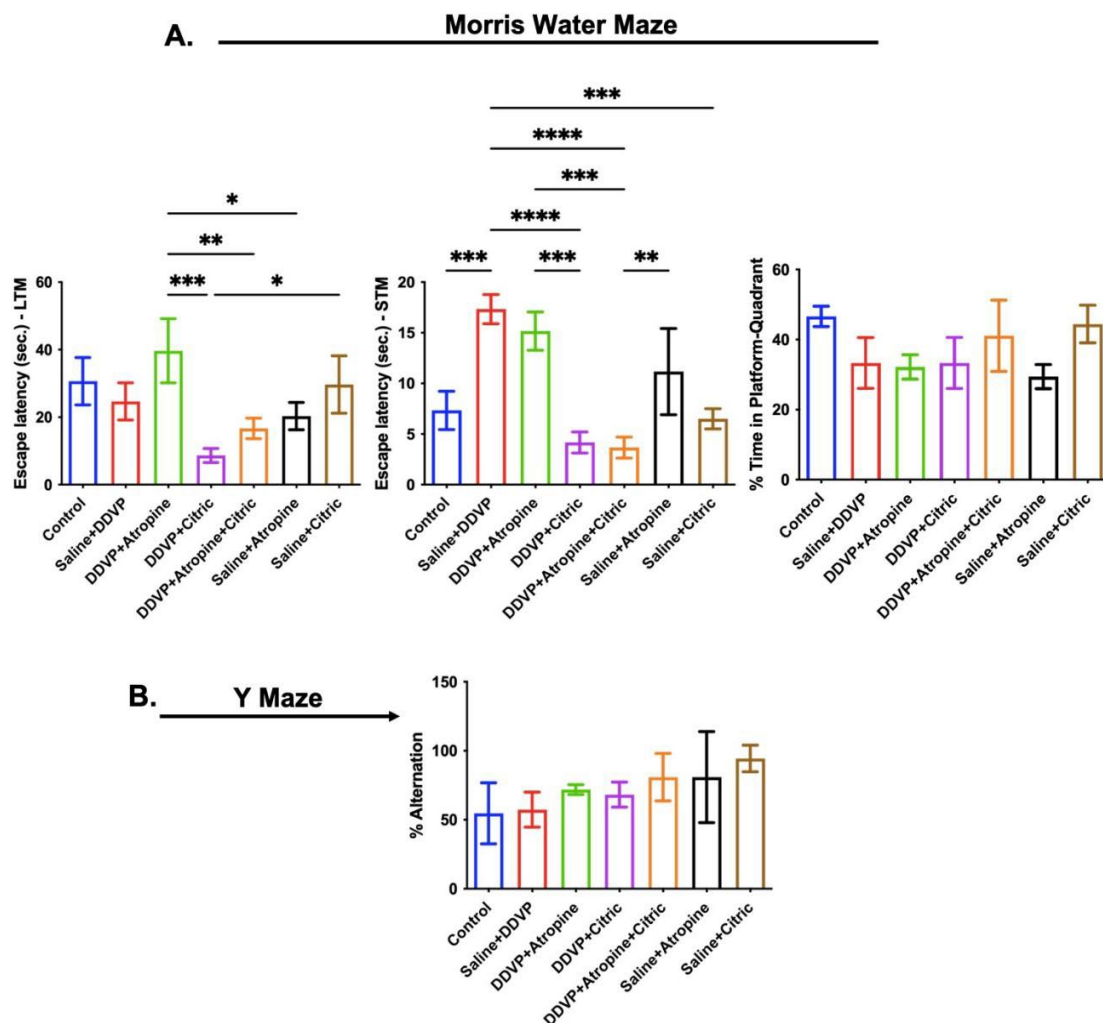 A. Morris Water Maze
***
****
***
*
****
**
***
*
***
***
**
Escape latency (sec.) - LTM
60
40
20
0
Control
Saline+DDVP
DDVP+Atropine
DDVP+Citric
DDVP+Atropine+Citric
Saline+Atropine
Saline+Citric
Escape latency (sec.) - STM
20
15
10
5
0
Control
Saline+DDVP
DDVP+Atropine
DDVP+Citric
DDVP+Atropine+Citric
Saline+Atropine
Saline+Citric
% Time in Platform-Quadrant
60
40
20
0
Control
Saline+DDVP
DDVP+Atropine
DDVP+Citric
DDVP+Atropine+Citric
Saline+Atropine
Saline+Citric
B. Y Maze
% Alternation
150
100
50
0
Control
Saline+DDVP
DDVP+Atropine
DDVP+Citric
DDVP+Atropine+Citric
Saline+Atropine
Saline+Citric